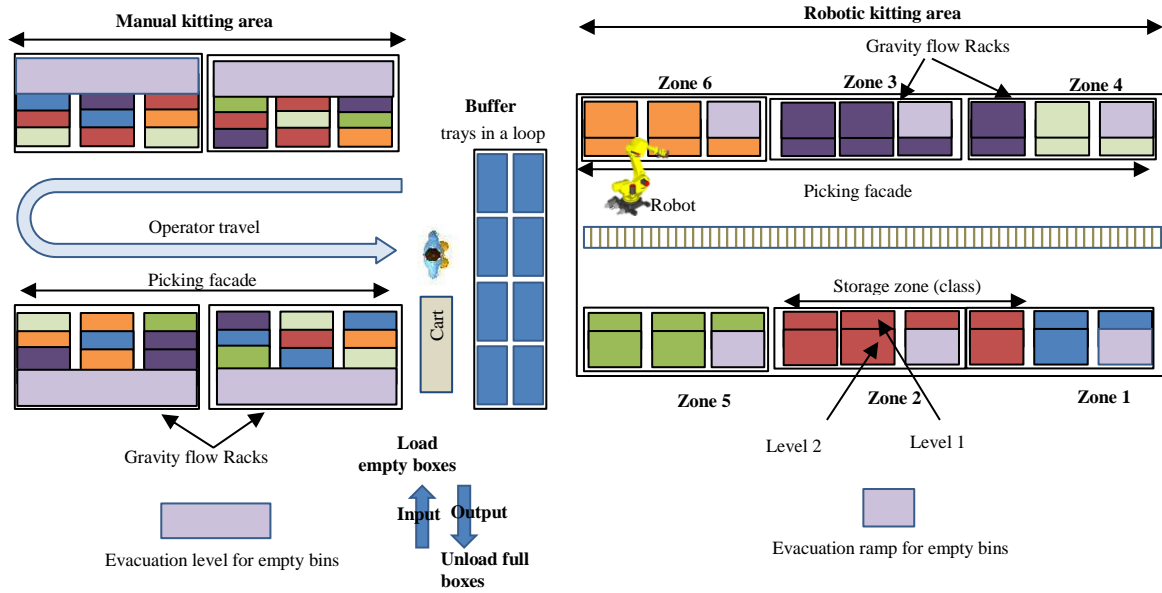 Manual kitting area
Buffer
trays in a loop
Operator travel
Picking facade
Cart
Gravity flow Racks
Load
empty boxes
Input
Output
Unload full
boxes
Evacuation level for empty bins
Robotic kitting area
Gravity flow Racks
Zone 6
Zone 3
Zone 4
Picking facade
Robot
Storage zone (class)
Zone 5
Zone 2
Zone 1
Level 2
Level 1
Evacuation ramp for empty bins